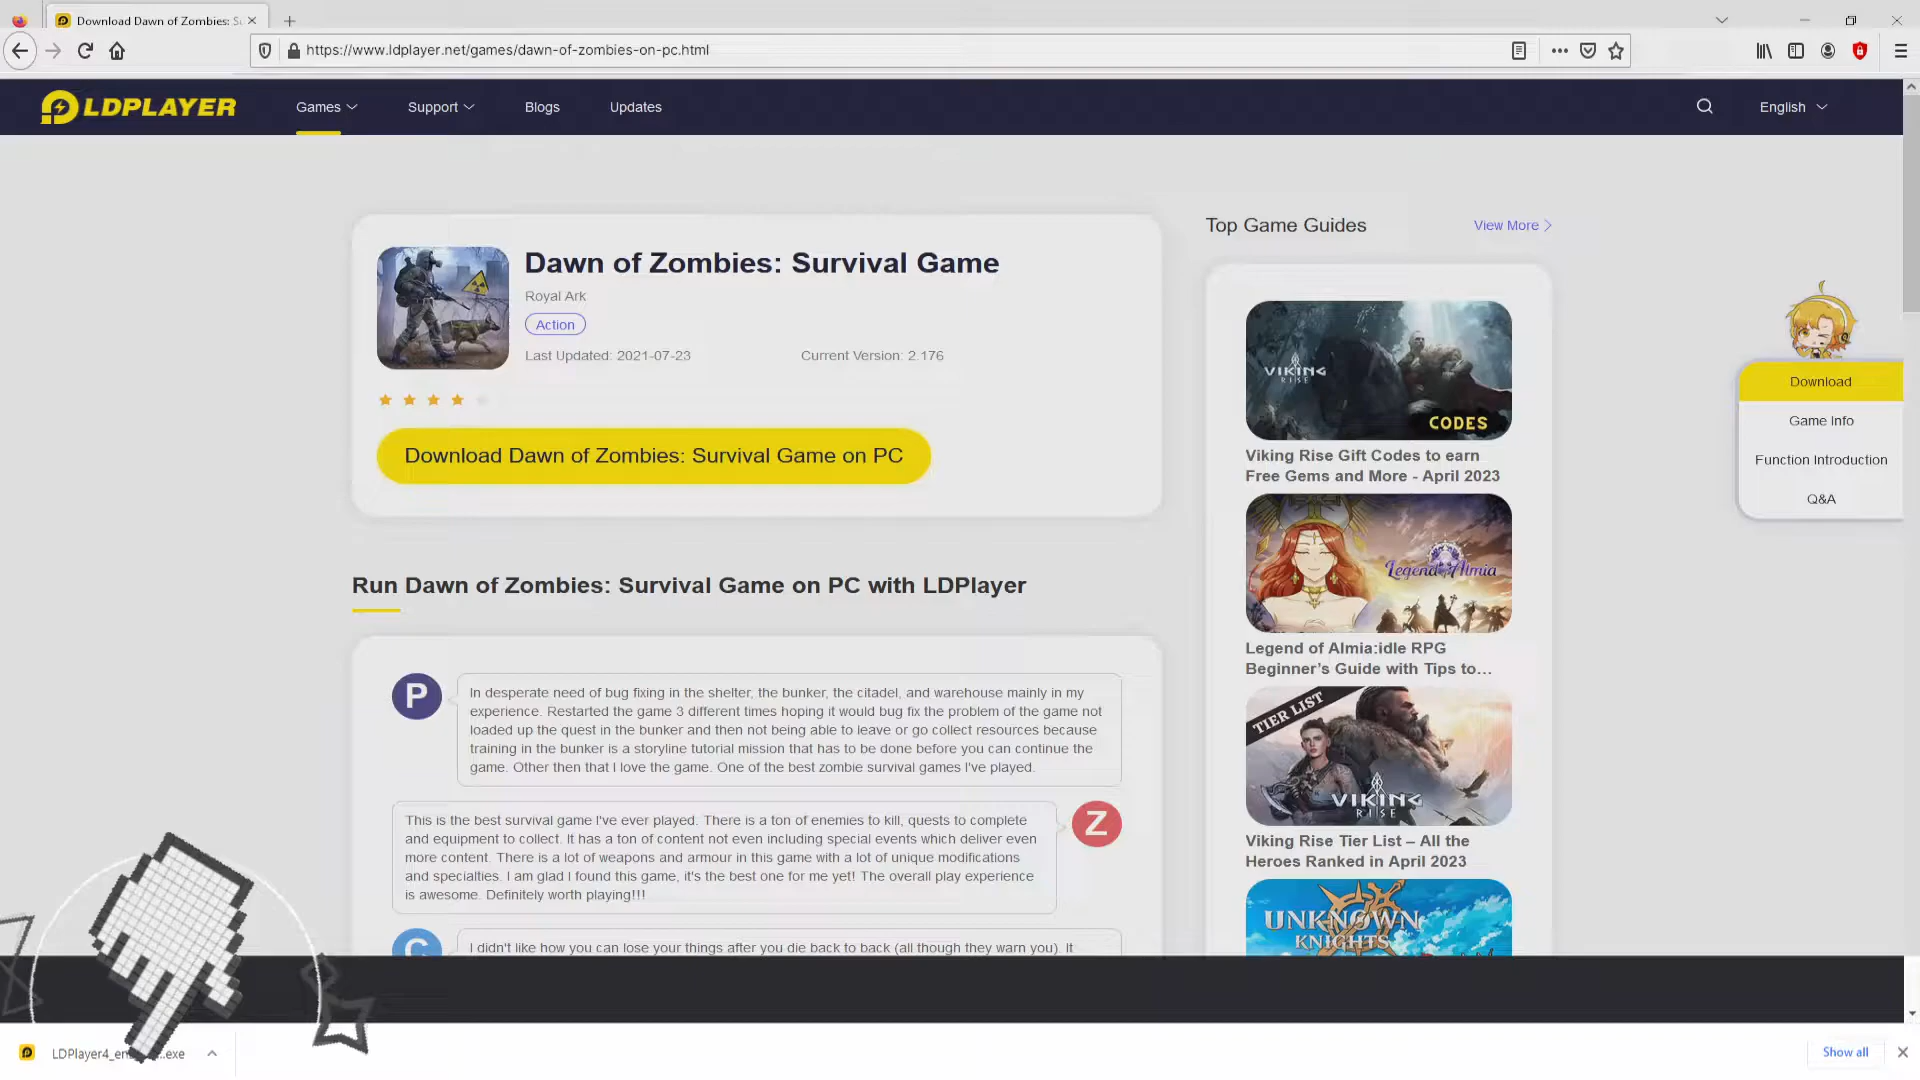 Download Dawn of Zombies: Su
https://www.ldplayer.net/games/dawn-of-zombies-on-pc.html
LDPLAYER
Games
Support
Blogs
Updates
English
Dawn of Zombies: Survival Game
Royal Ark
Action
Last Updated: 2021-07-23
Current Version: 2.176
Download Dawn of Zombies: Survival Game on PC
Run Dawn of Zombies: Survival Game on PC with LDPlayer
P
In desperate need of bug fixing in the shelter, the bunker, the citadel, and warehouse mainly in my
experience. Restarted the game 3 different times hoping it would bug fix the problem of the game not
loaded up the quest in the bunker and then not being able to leave or go collect resources because
training in the bunker is a storyline tutorial mission that has to be done before you can continue the
game. Other then that I love the game. One of the best zombie survival games I've played.
This is the best survival game I've ever played. There is a ton of enemies to kill, quests to complete
and equipment to collect. It has a ton of content not even including special events which deliver even
more content. There is a lot of weapons and armour in this game with a lot of unique modifications
and specialties. I am glad I found this game, it's the best one for me yet! The overall play experience
is awesome. Definitely worth playing!!!
Z
C
I didn't like how you can lose your things after you die back to back (all though they warn you). It
Top Game Guides
View More
VIKING
RISE
CODES
Viking Rise Gift Codes to earn
Free Gems and More - April 2023
Legend of Almia
Legend of Almia:idle RPG
Beginner's Guide with Tips to...
TIER LIST
VIKING
RISE
Viking Rise Tier List – All the
Heroes Ranked in April 2023
UNKNOWN
KNIGHTS
Download
Game Info
Function Introduction
Q&A
LDPlayer4_en
.exe
Show all